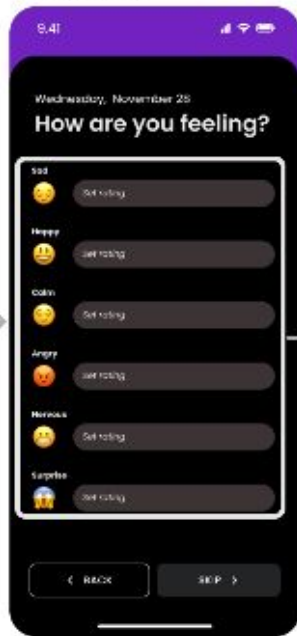 9:41
Wednesday, November 28
How are you feeling?
Sad
Set rating
Happy
Set rating
Calm
Set rating
Angry
Set rating
Nervous
Set rating
Surprise
Set rating
BACK
SKIP